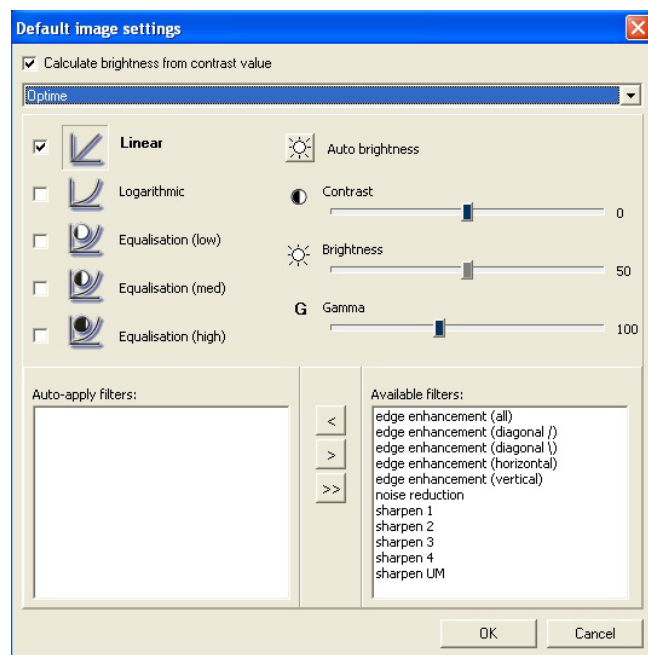 Default image settings
Calculate brightness from contrast value
Optime
Linear
Auto brightness
Logarithmic
Contrast
0
Equalisation (low)
Brightness
50
Equalisation (med)
G Gamma
100
Equalisation (high)
Auto-apply filters:
<
>
>>
Available filters:
edge enhancement (all)
edge enhancement (diagonal /)
edge enhancement (diagonal \)
edge enhancement (horizontal)
edge enhancement (vertical)
noise reduction
sharpen 1
sharpen 2
sharpen 3
sharpen 4
sharpen UM
OK
Cancel